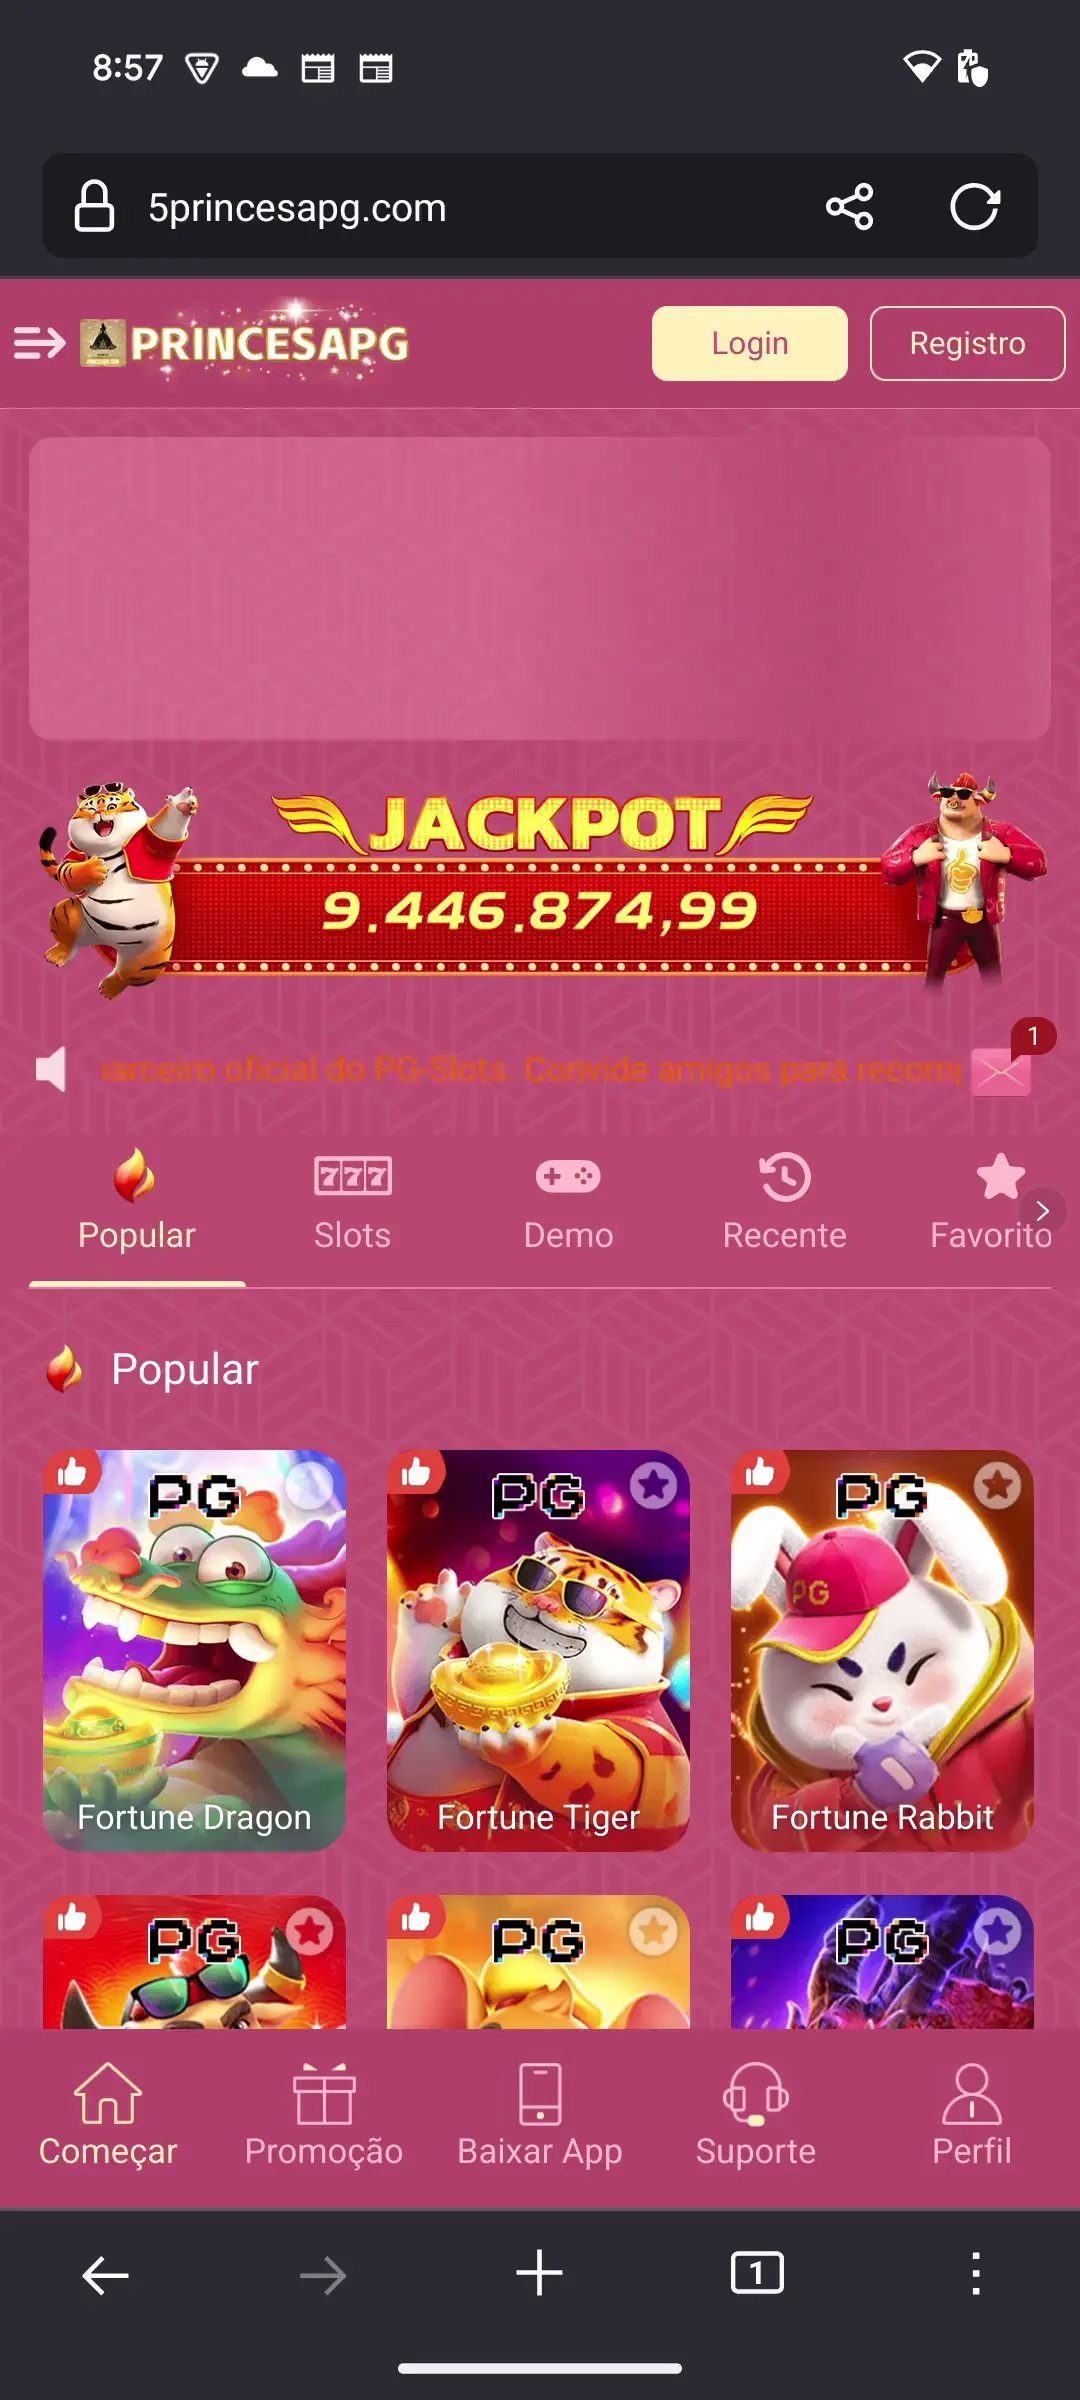 8:57
5princesapg.com
PRINCESAPG
Login
Registro
JACKPOT
9.446.874,99
1
arceiro oficial do PG-Slots. Convide amigos para recom
777
Popular
Slots
Demo
Recente
Favorito
Popular
PG
PG
PG
PG
Fortune Dragon
Fortune Tiger
Fortune Rabbit
PG
PG
PG
Começar
Promoção
Baixar App
Suporte
Perfil
1